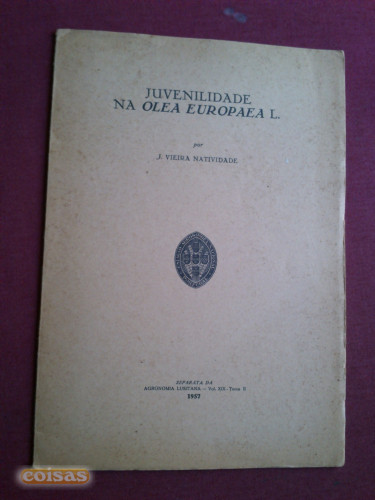 JUVENILIDADE
NA OLEA EUROPAEA L.
por
J. VIEIRA NATIVIDADE
SEPARATA DA
AGRONOMIA LUSITANA – Vol. XIX - Tomo II
1957
coisas